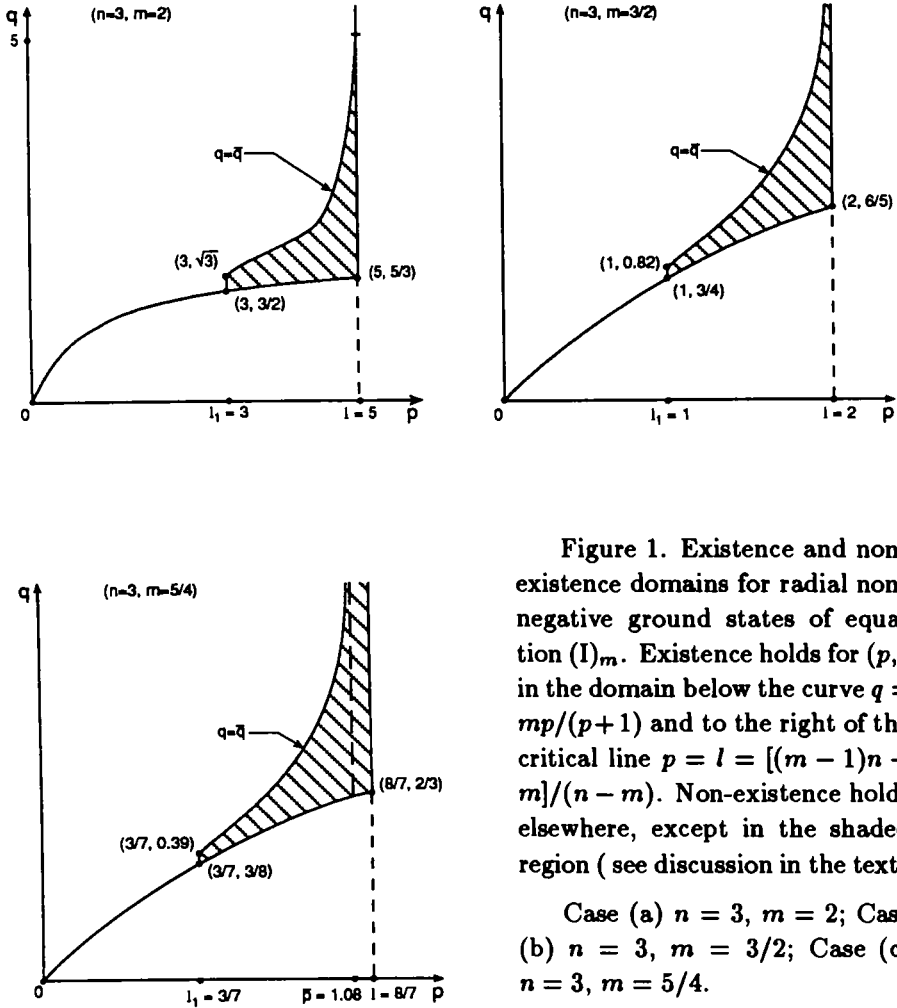 q
(n=3, m=2)
5
q=q̄
(3, √3)
(5, 5/3)
(3, 3/2)
0
l₁ = 3
l = 5
p
q
(n=3, m=3/2)
q=q̄
(2, 6/5)
(1, 0.82)
(1, 3/4)
0
l₁ = 1
l = 2
p
q
(n=3, m=5/4)
q=q̄
(8/7, 2/3)
(3/7, 0.39)
(3/7, 3/8)
0
l₁ = 3/7
p̄ = 1.08
l = 8/7
p
Figure 1. Existence and non
existence domains for radial non
negative ground states of equa
tion (I)ₘ. Existence holds for (p,
in the domain below the curve q =
mp/(p+1) and to the right of th
critical line p = l = [(m − 1)n −
m]/(n − m). Non-existence hold
elsewhere, except in the shade
region ( see discussion in the text
Case (a) n = 3, m = 2; Cas
(b) n = 3, m = 3/2; Case (c
n = 3, m = 5/4.